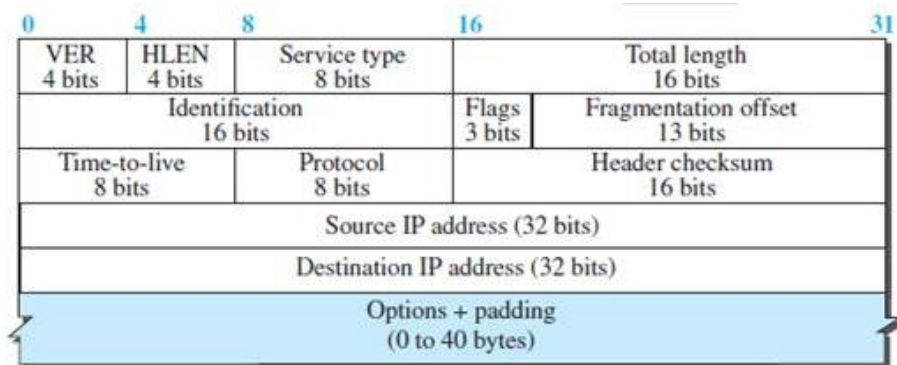 0 4 8 16 31
VER HLEN Service type Total length
4 bits 4 bits 8 bits 16 bits
Identification Flags Fragmentation offset
16 bits 3 bits 13 bits
Time-to-live Protocol Header checksum
8 bits 8 bits 16 bits
Source IP address (32 bits)
Destination IP address (32 bits)
Options + padding
(0 to 40 bytes)